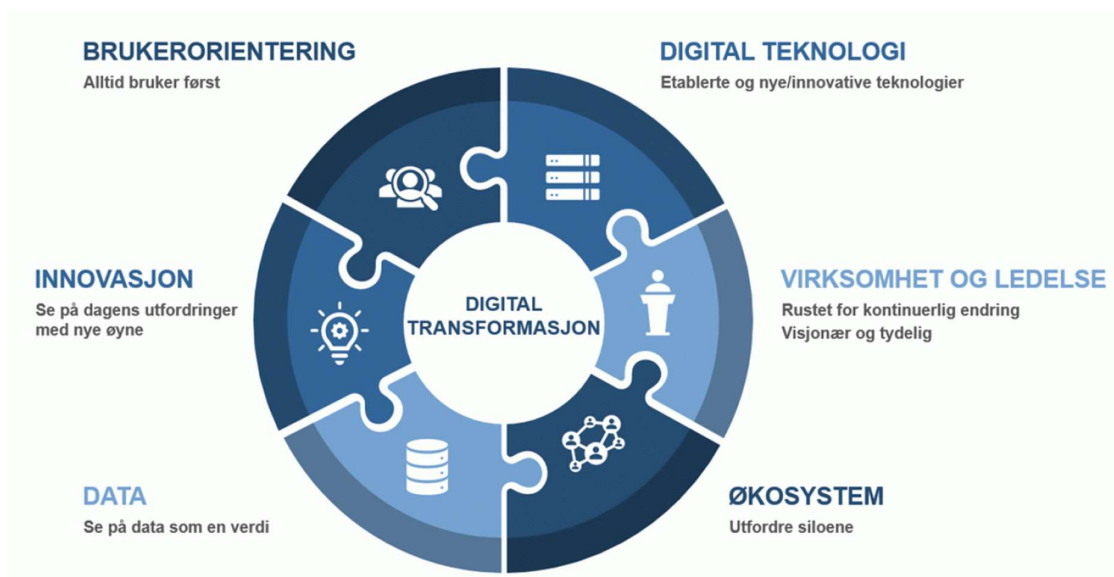 BRUKERORIENTERING
Alltid bruker først
DIGITAL TEKNOLOGI
Etablerte og nye/innovative teknologier
INNOVASJON
Se på dagens utfordringer
med nye øyne
DIGITAL
TRANSFORMASJON
VIRKSOMHET OG LEDELSE
Rustet for kontinuerlig endring
Visjonær og tydelig
DATA
Se på data som en verdi
ØKOSYSTEM
Utfordre siloene